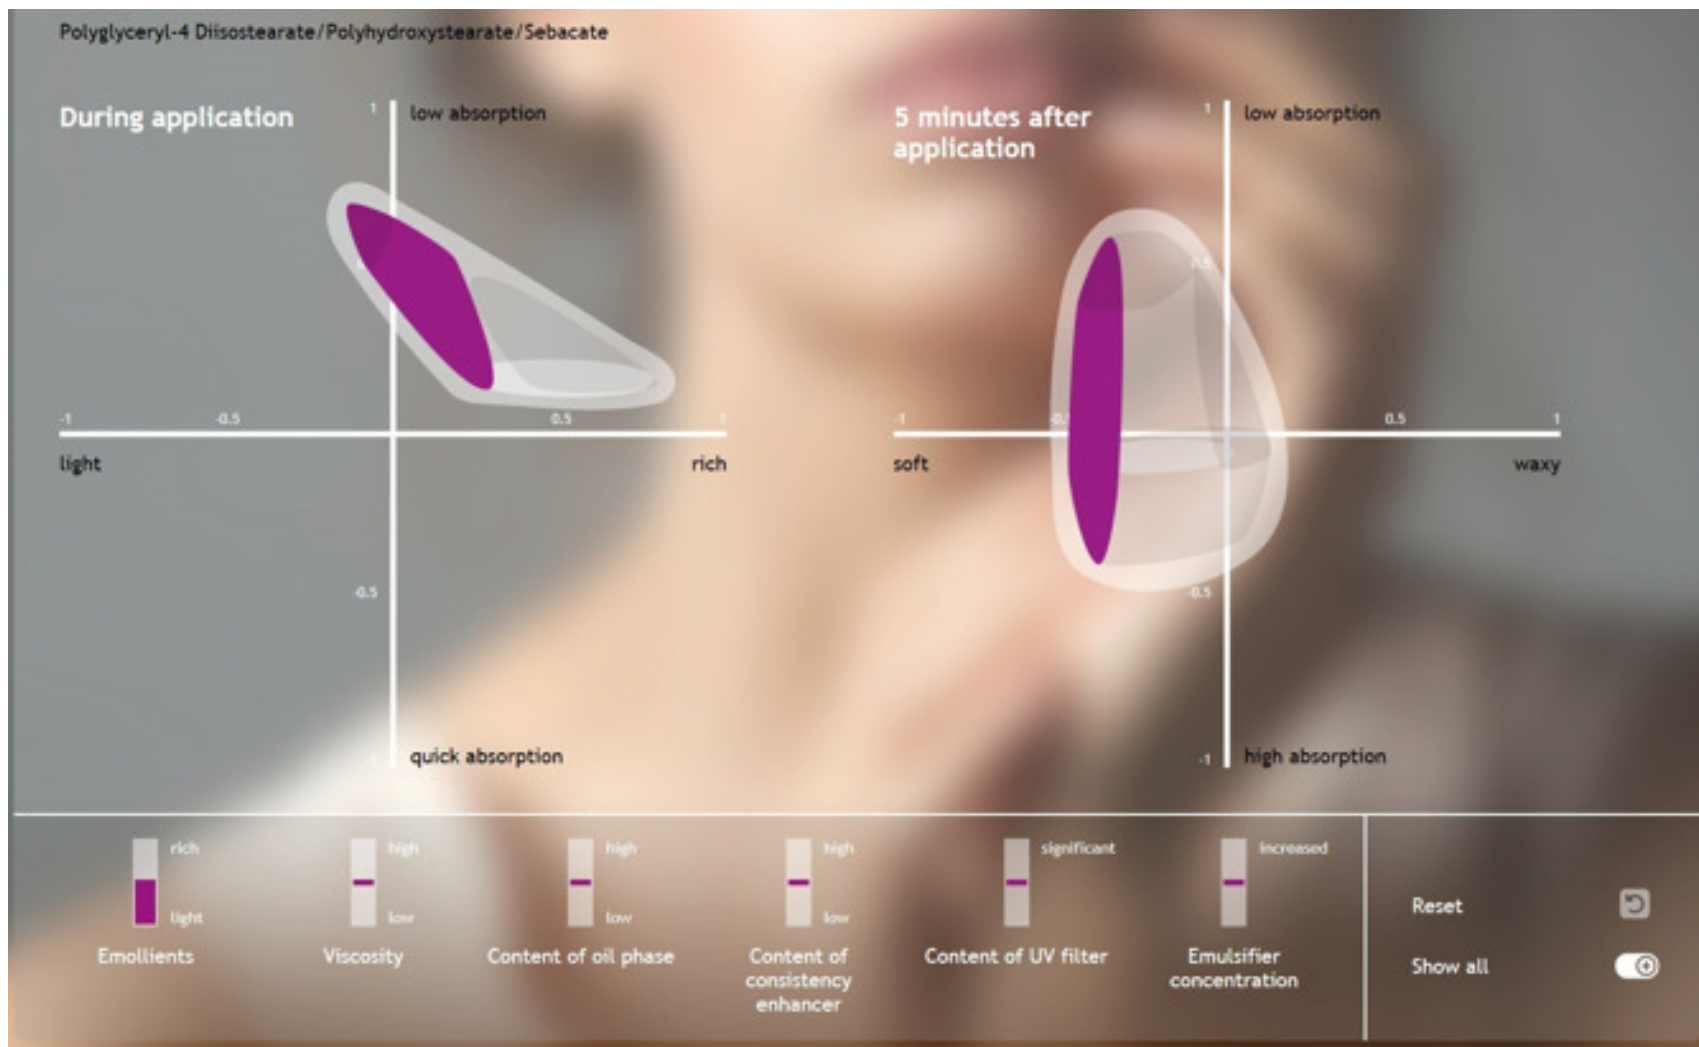 Polyglyceryl-4 Diisostearate/Polyhydroxystearate/Sebacate
During application
1
low absorption
-1
-0.5
0.5
1
light
rich
-0.5
quick absorption
5 minutes after
application
1
low absorption
0.5
-1
0.5
1
soft
waxy
-0.5
-1
high absorption
rich
light
Emollients
high
low
Viscosity
high
low
Content of oil phase
high
low
Content of
consistency
enhancer
significant
Content of UV filter
increased
Emulsifier
concentration
Reset
Show all